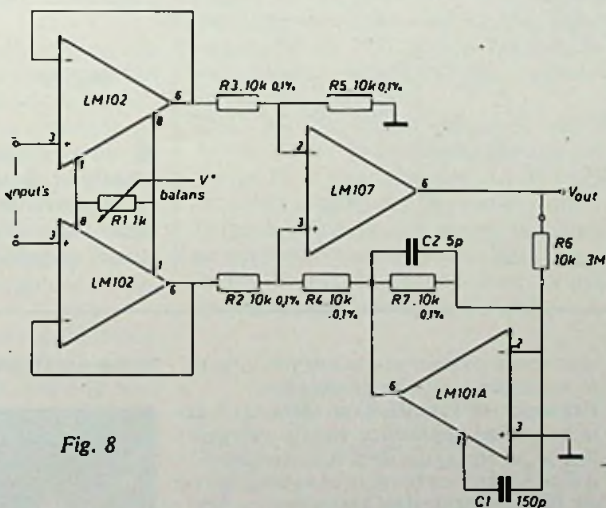 LM102
6
3
1
8
R3.10k 0,1%
R5.10k 0,1%
LM107
2
3
6
Vout
input's
R1 1k
balans
V+
8
1
LM102
3
6
R2.10k 0,1%
R4.10k
0,1%
C2 5p
R7.10k
0,1%
R6
10k 3M
LM101A
2
3
6
1
C1
150p
Fig. 8